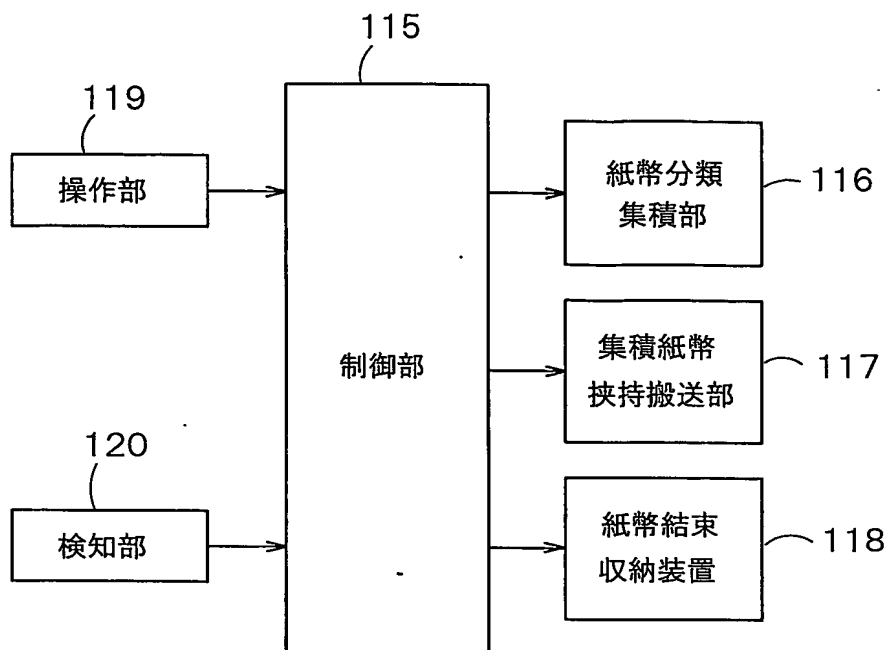 115
119
操作部
紙幣分類
集積部
116
制御部
集積紙幣
挟持搬送部
117
120
検知部
紙幣結束
収納装置
118